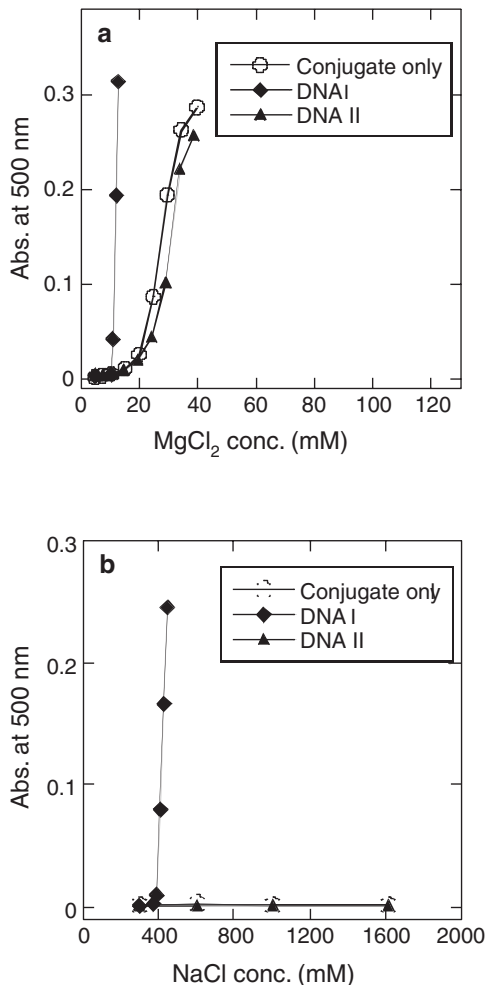 a
Conjugate only
DNA I
DNA II
0.3
0.2
0.1
0
Abs. at 500 nm
0 20 40 60 80 100 120
MgCl2 conc. (mM)
b
Conjugate only
DNA I
DNA II
0.3
0.2
0.1
0
Abs. at 500 nm
0 400 800 1200 1600 2000
NaCl conc. (mM)